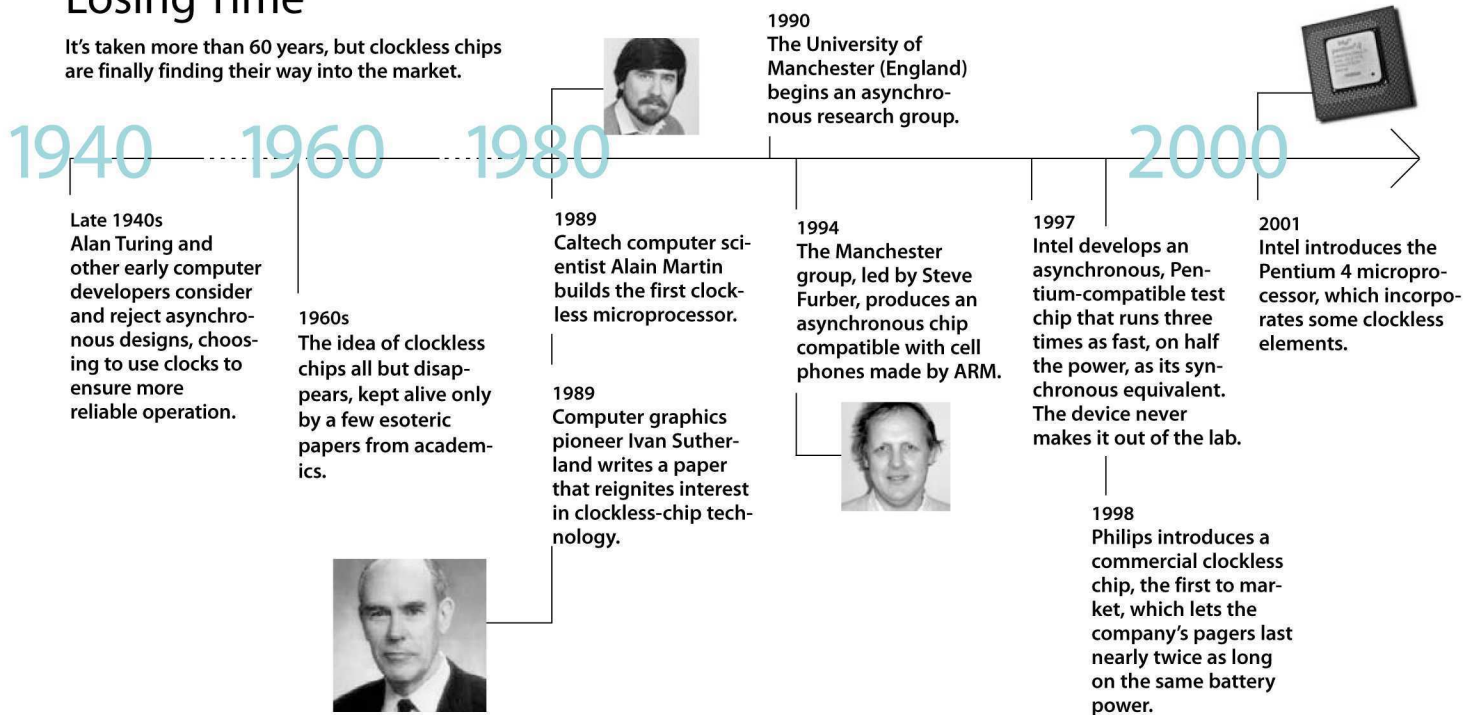 Losing Time
It's taken more than 60 years, but clockless chips
are finally finding their way into the market.
1940
1960
1980
2000
Late 1940s
Alan Turing and
other early computer
developers consider
and reject asynchro-
nous designs, choos-
ing to use clocks to
ensure more
reliable operation.
1960s
The idea of clockless
chips all but disap-
pears, kept alive only
by a few esoteric
papers from academ-
ics.
1989
Caltech computer sci-
entist Alain Martin
builds the first clock-
less microprocessor.
1989
Computer graphics
pioneer Ivan Suther-
land writes a paper
that reignites interest
in clockless-chip tech-
nology.
1990
The University of
Manchester (England)
begins an asynchro-
nous research group.
1994
The Manchester
group, led by Steve
Furber, produces an
asynchronous chip
compatible with cell
phones made by ARM.
1997
Intel develops an
asynchronous, Pen-
tium-compatible test
chip that runs three
times as fast, on half
the power, as its syn-
chronous equivalent.
The device never
makes it out of the lab.
1998
Philips introduces a
commercial clockless
chip, the first to mar-
ket, which lets the
company's pagers last
nearly twice as long
on the same battery
power.
2001
Intel introduces the
Pentium 4 micropro-
cessor, which incorpo-
rates some clockless
elements.